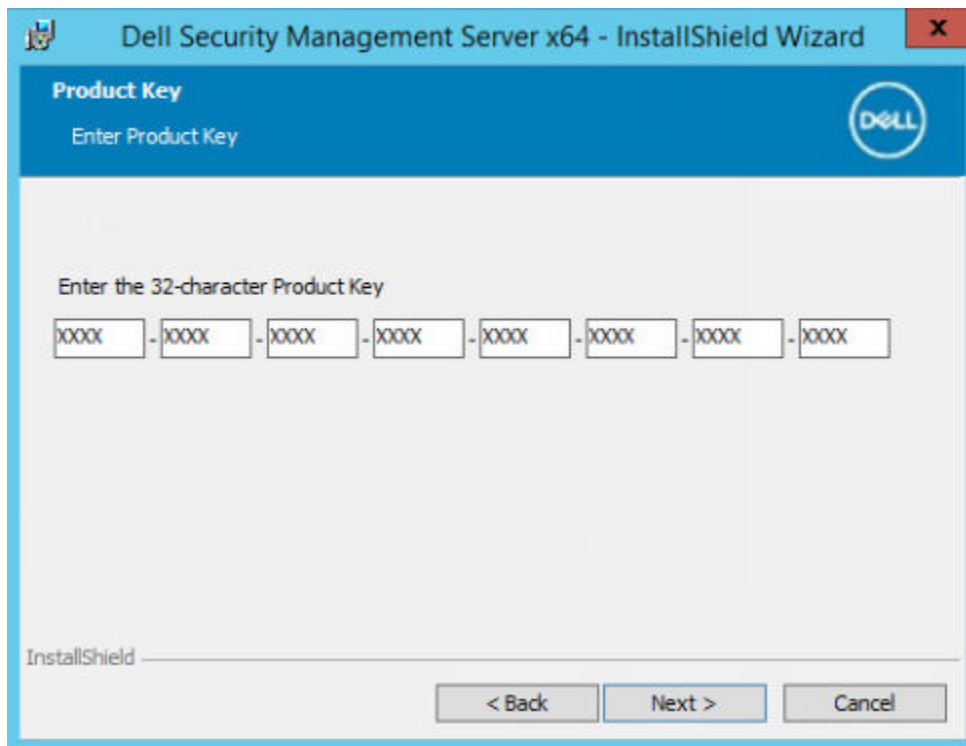 Dell Security Management Server x64 - InstallShield Wizard
x
Product Key
DELL
Enter Product Key
Enter the 32-character Product Key
XXXX - XXXX - XXXX - XXXX - XXXX - XXXX - XXXX - XXXX
InstallShield
< Back Next > Cancel